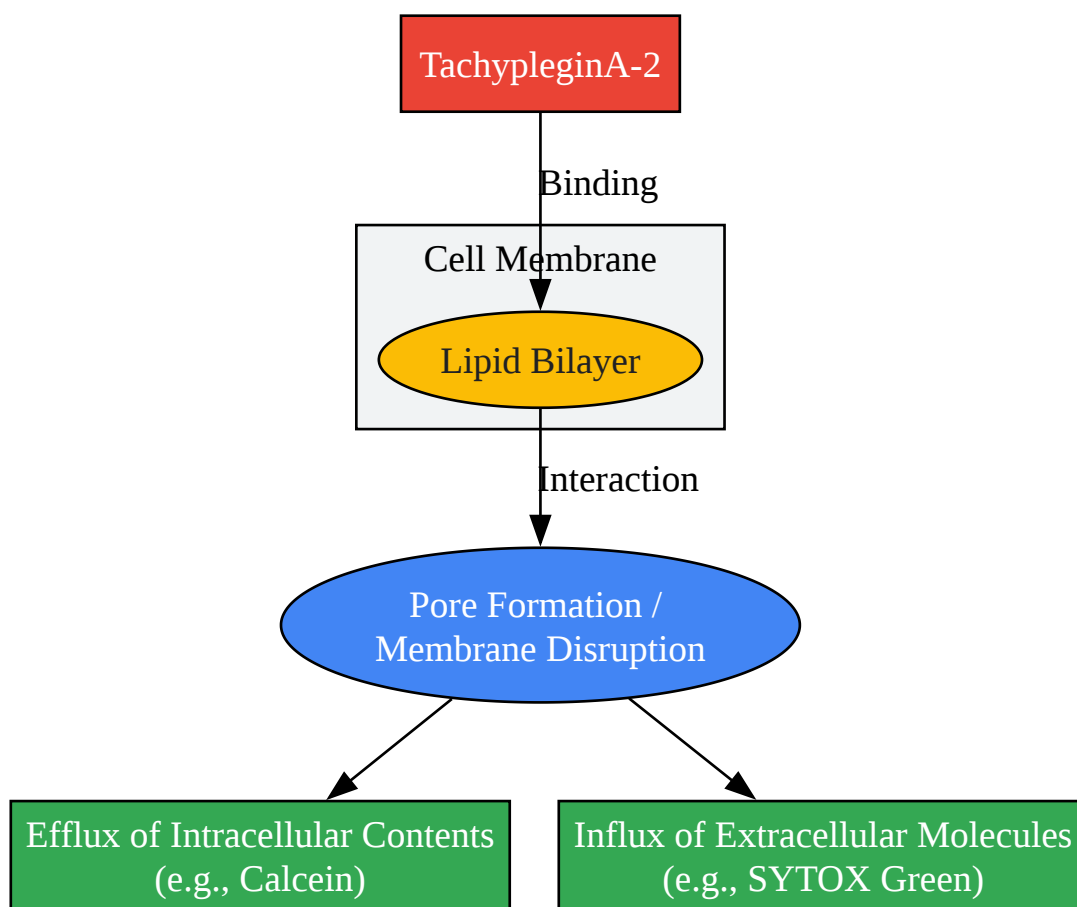 TachypleginA-2
Binding
Cell Membrane
Lipid Bilayer
Interaction
Pore Formation /
Membrane Disruption
Efflux of Intracellular Contents
(e.g., Calcein)
Influx of Extracellular Molecules
(e.g., SYTOX Green)